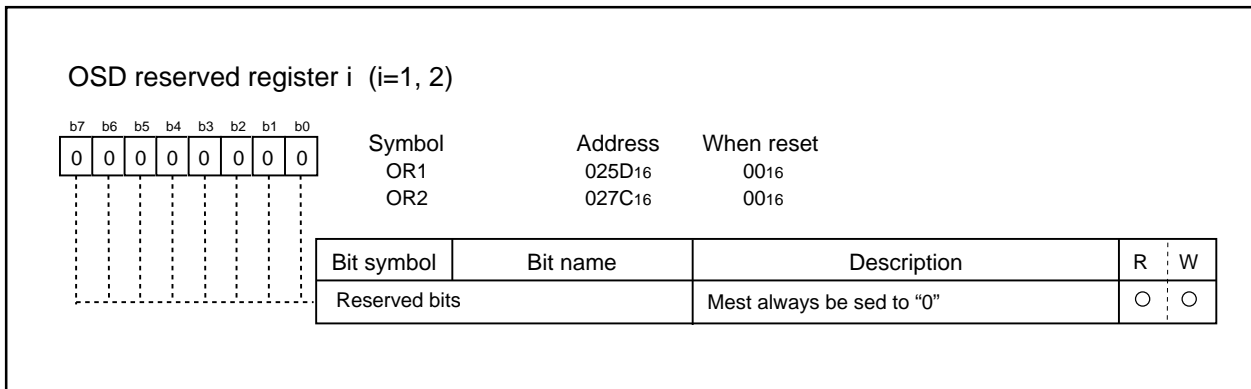 OSD reserved register i (i=1, 2)
b7 b6 b5 b4 b3 b2 b1 b0
0 0 0 0 0 0 0 0
Symbol Address When reset
OR1 025D16 0016
OR2 027C16 0016
Bit symbol Bit name Description R W
Reserved bits Mest always be sed to “0” ○ ○